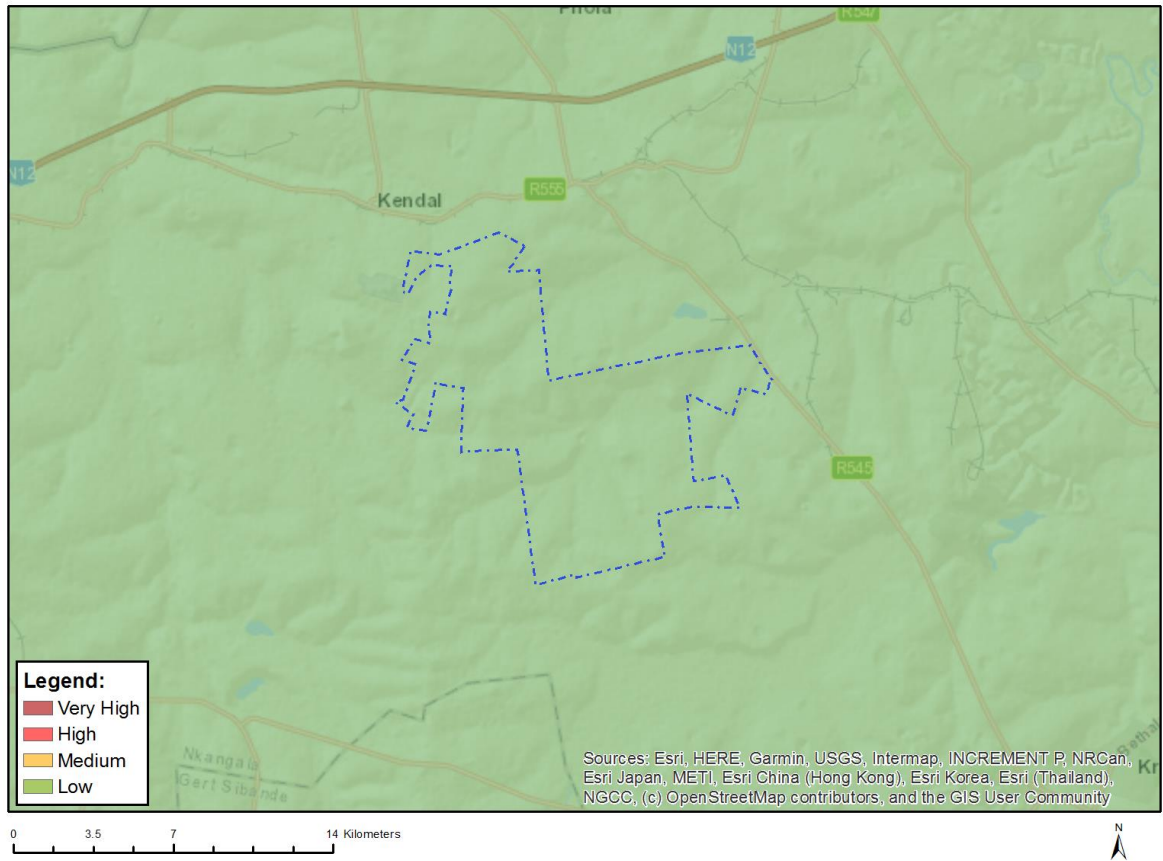 Phola
R547
N12
N12
Kendal
R555
R545
Legend:
Very High
High
Medium
Low
Nkangala
Gert Sibande
Bethal
Kr
Sources: Esri, HERE, Garmin, USGS, Intermap, INCREMENT P, NRCan,
Esri Japan, METI, Esri China (Hong Kong), Esri Korea, Esri (Thailand),
NGCC, (c) OpenStreetMap contributors, and the GIS User Community
0 3.5 7 14 Kilometers
N